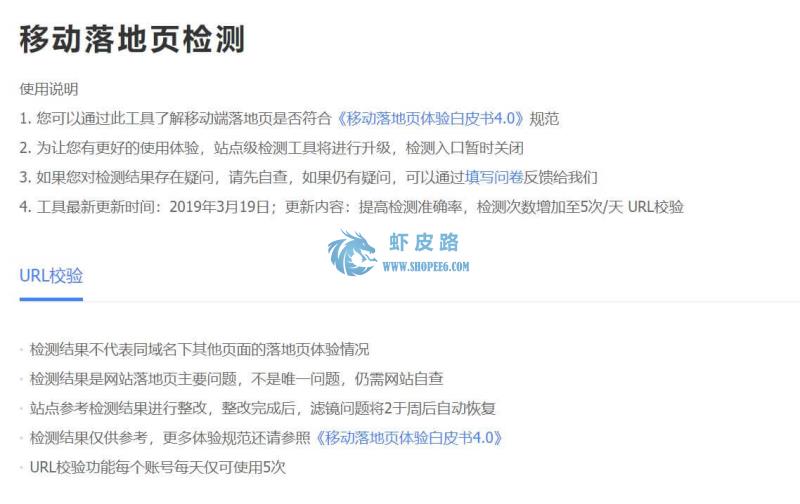 移动落地页检测
使用说明
1. 您可以通过此工具了解移动端落地页是否符合《移动落地页体验白皮书4.0》规范
2. 为让您有更好的使用体验，站点级检测工具将进行升级，检测入口暂时关闭
3. 如果您对检测结果存在疑问，请先自查，如果仍有疑问，可以通过填写问卷反馈给我们
4. 工具最新更新时间：2019年3月19日；更新内容：提高检测准确率，检测次数增加至5次/天 URL校验
虾皮路
WWW.SHOPEE6.COM
URL校验
· 检测结果不代表同域名下其他页面的落地页体验情况
· 检测结果是网站落地页主要问题，不是唯一问题，仍需网站自查
· 站点参考检测结果进行整改，整改完成后，滤镜问题将2于周后自动恢复
· 检测结果仅供参考，更多体验规范还请参照《移动落地页体验白皮书4.0》
· URL校验功能每个账号每天仅可使用5次